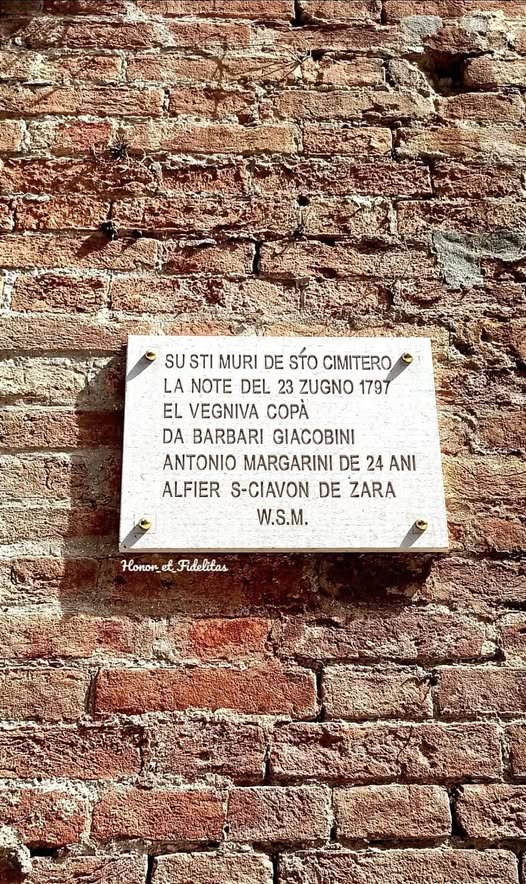 SU STI MURI DE STO CIMITERO
LA NOTE DEL 23 ZUGNO 1797
EL VEGNIVA COPÀ
DA BARBARI GIACOBINI
ANTONIO MARGARINI DE 24 ANI
ALFIER S-CIAVON DE ZARA
W.S.M.
Honor et Fidelitas